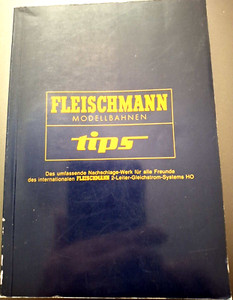 FLEISCHMANN
MODELLBAHNEN
tips
Das umfassende Nachschlage-Werk für alle Freunde
des internationalen FLEISCHMANN 2-Leiter-Gleichstrom-Systems HO